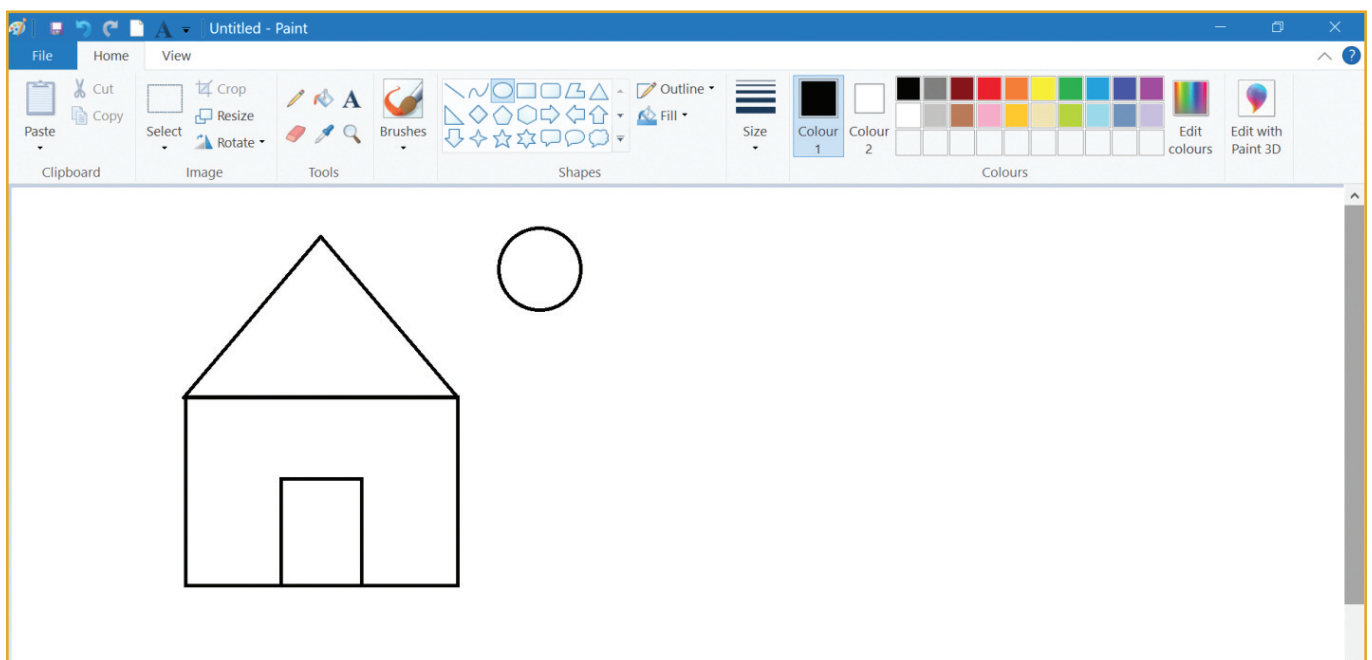 Untitled - Paint
File Home View
Paste
Cut
Copy
Clipboard
Select
Crop
Resize
Rotate
Image
A
Tools
Brushes
Outline
Fill
Shapes
Size
Colour 1
Colour 2
Edit colours
Colours
Edit with Paint 3D